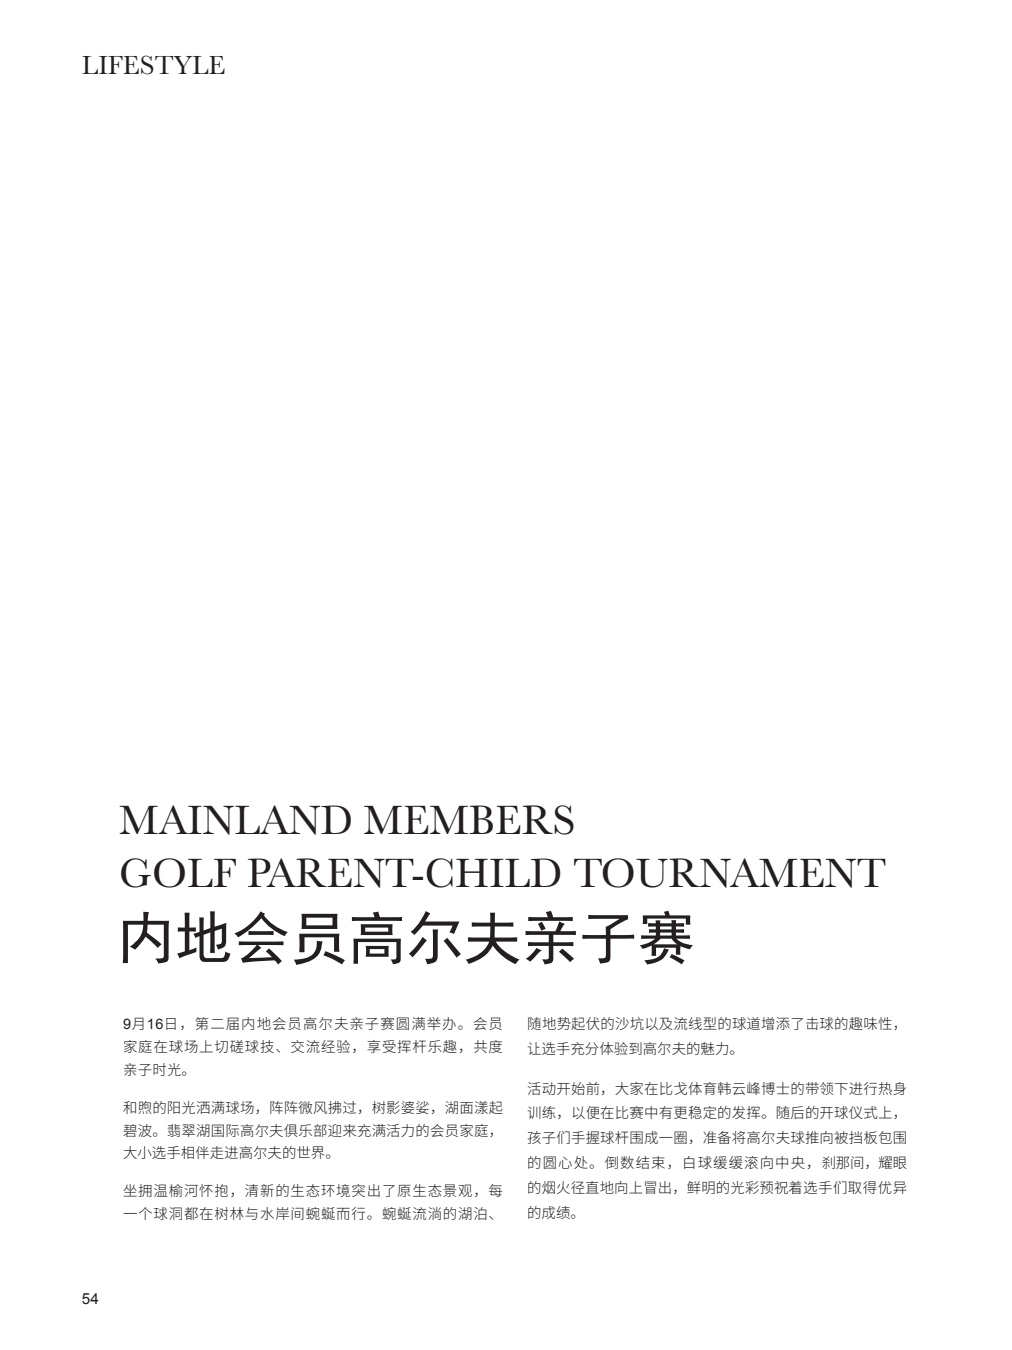 LIFESTYLE
MAINLAND MEMBERS
GOLF PARENT-CHILD TOURNAMENT
内地会员高尔夫亲子赛
9月16日，第二届内地会员高尔夫亲子赛圆满举办。会员
家庭在球场上切磋球技、交流经验，享受挥杆乐趣，共度
亲子时光。
和煦的阳光洒满球场，阵阵微风拂过，树影婆娑，湖面漾起
碧波。翡翠湖国际高尔夫俱乐部迎来充满活力的会员家庭，
大小选手相伴走进高尔夫的世界。
坐拥温榆河怀抱，清新的生态环境突出了原生态景观，每
一个球洞都在树林与水岸间蜿蜒而行。蜿蜒流淌的湖泊、
随地势起伏的沙坑以及流线型的球道增添了击球的趣味性，
让选手充分体验到高尔夫的魅力。
活动开始前，大家在比戈体育韩云峰博士的带领下进行热身
训练，以便在比赛中有更稳定的发挥。随后的开球仪式上，
孩子们手握球杆围成一圈，准备将高尔夫球推向被挡板包围
的圆心处。倒数结束，白球缓缓滚向中央，刹那间，耀眼
的烟火径直地向上冒出，鲜明的光彩预祝着选手们取得优异
的成绩。
54